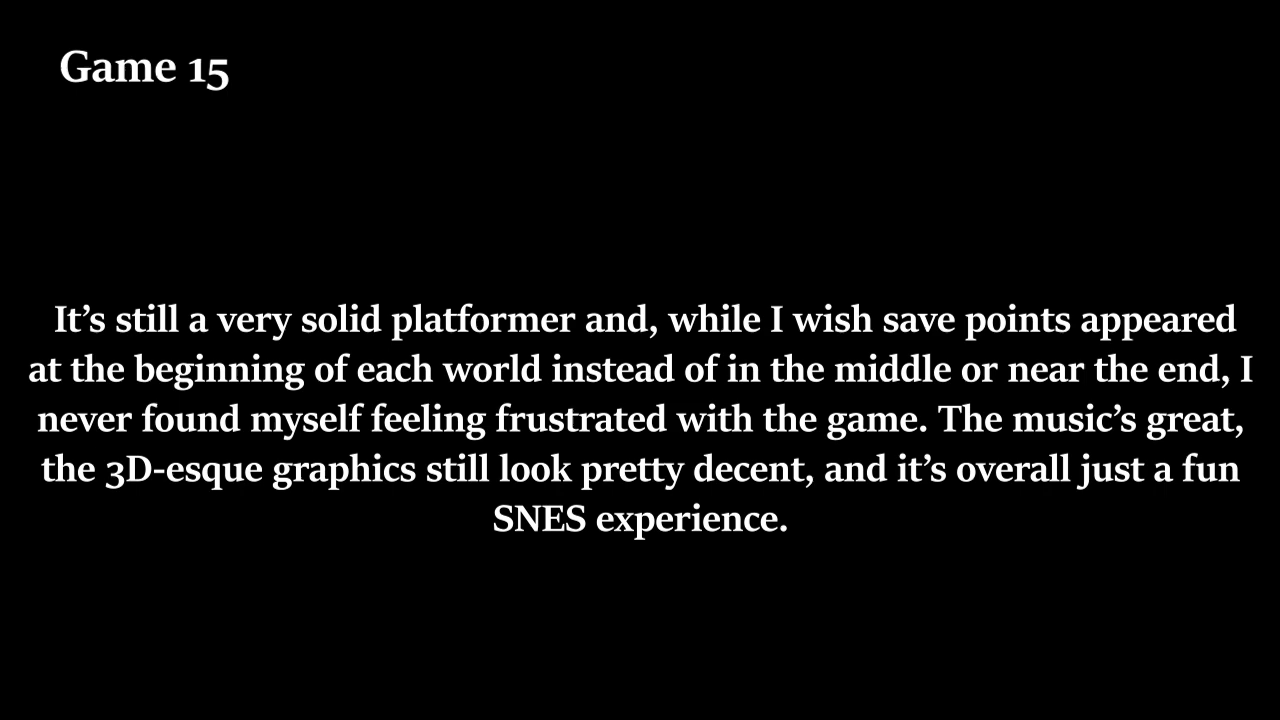 Game 15
It’s still a very solid platformer and, while I wish save points appeared
at the beginning of each world instead of in the middle or near the end, I
never found myself feeling frustrated with the game. The music’s great,
the 3D-esque graphics still look pretty decent, and it’s overall just a fun
SNES experience.